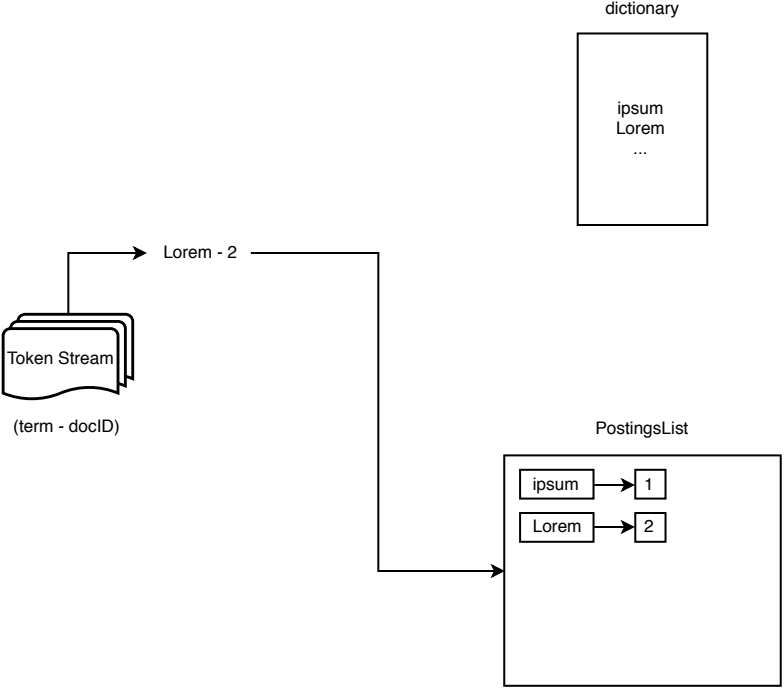 dictionary
ipsum
Lorem
...
Lorem - 2
Token Stream
(term - docID)
PostingsList
ipsum
1
Lorem
2